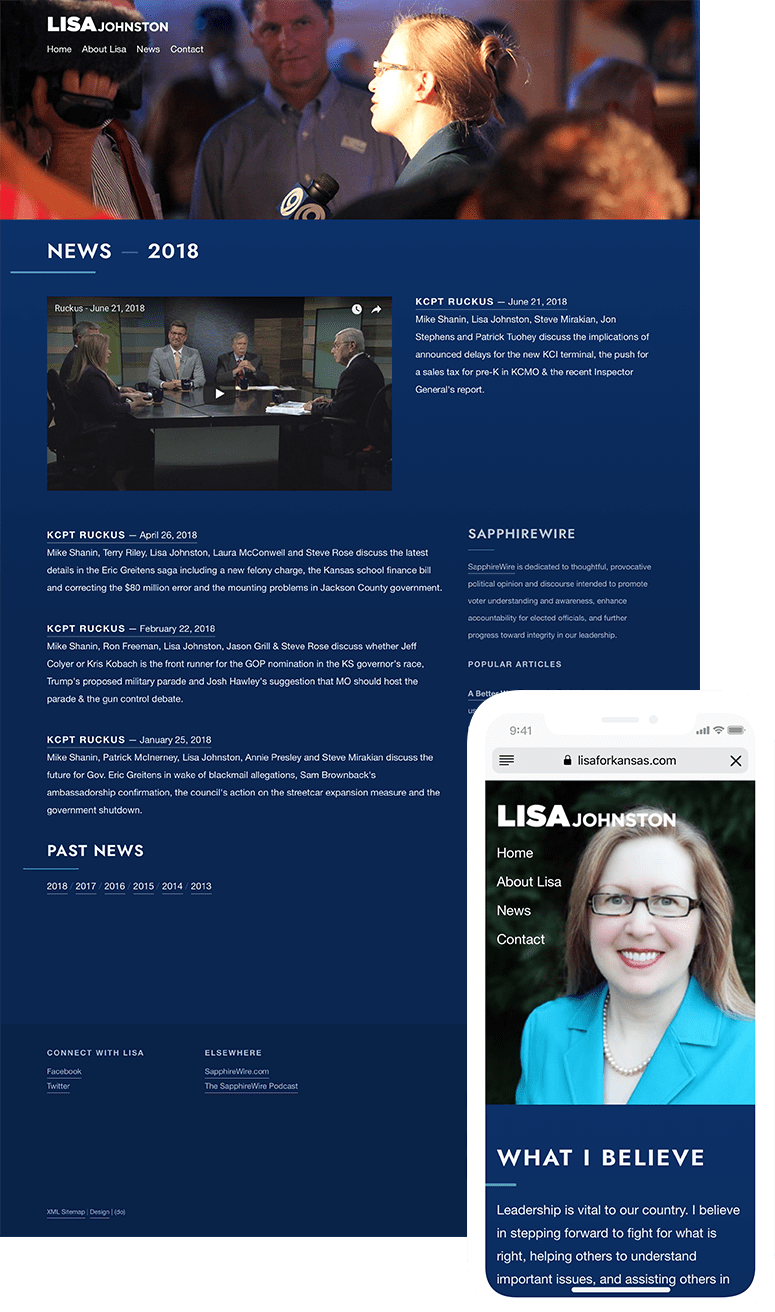 LISA JOHNSTON
Home About Lisa News Contact
NEWS — 2018
Ruckus - June 21, 2018
KCPT RUCKUS — June 21, 2018
Mike Shanin, Lisa Johnston, Steve Mirakian, Jon
Stephens and Patrick Tuohey discuss the implications of
announced delays for the new KCI terminal, the push for
a sales tax for pre-K in KCMO & the recent Inspector
General's report.
KCPT RUCKUS — April 26, 2018
Mike Shanin, Terry Riley, Lisa Johnston, Laura McConwell and Steve Rose discuss the latest
details in the Eric Greitens saga including a new felony charge, the Kansas school finance bill
and correcting the $80 million error and the mounting problems in Jackson County government.
KCPT RUCKUS — February 22, 2018
Mike Shanin, Ron Freeman, Lisa Johnston, Jason Grill & Steve Rose discuss whether Jeff
Colyer or Kris Kobach is the front runner for the GOP nomination in the KS governor's race,
Trump's proposed military parade and Josh Hawley's suggestion that MO should host the
parade & the gun control debate.
KCPT RUCKUS — January 25, 2018
Mike Shanin, Patrick McInerney, Lisa Johnston, Annie Presley and Steve Mirakian discuss the
future for Gov. Eric Greitens in wake of blackmail allegations, Sam Brownback's
ambassadorship confirmation, the council's action on the streetcar expansion measure and the
government shutdown.
SAPPHIREWIRE
SapphireWire is dedicated to thoughtful, provocative
political opinion and discourse intended to promote
voter understanding and awareness, enhance
accountability for elected officials, and further
progress toward integrity in our leadership.
POPULAR ARTICLES
A Better
PAST NEWS
2018 / 2017 / 2016 / 2015 / 2014 / 2013
CONNECT WITH LISA
Facebook
Twitter
ELSEWHERE
SapphireWire.com
The SapphireWire Podcast
XML Sitemap | Design | (do)
9:41
lisaforkansas.com
LISA JOHNSTON
Home
About Lisa
News
Contact
WHAT I BELIEVE
Leadership is vital to our country. I believe
in stepping forward to fight for what is
right, helping others to understand
important issues, and assisting others in